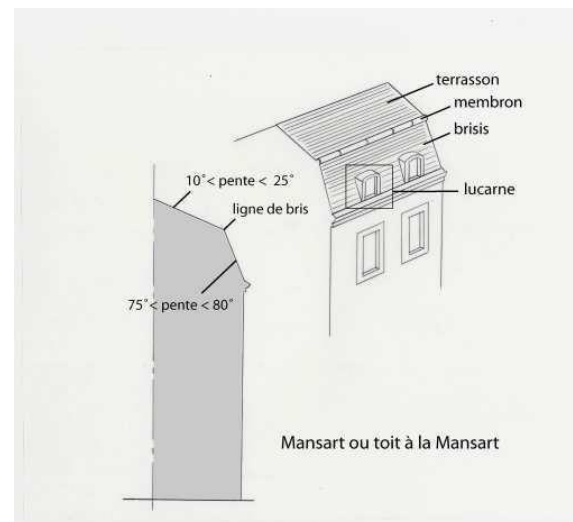 terrasson
membron
brisis
lucarne
10°< pente < 25°
ligne de bris
75°< pente < 80°
Mansart ou toit à la Mansart